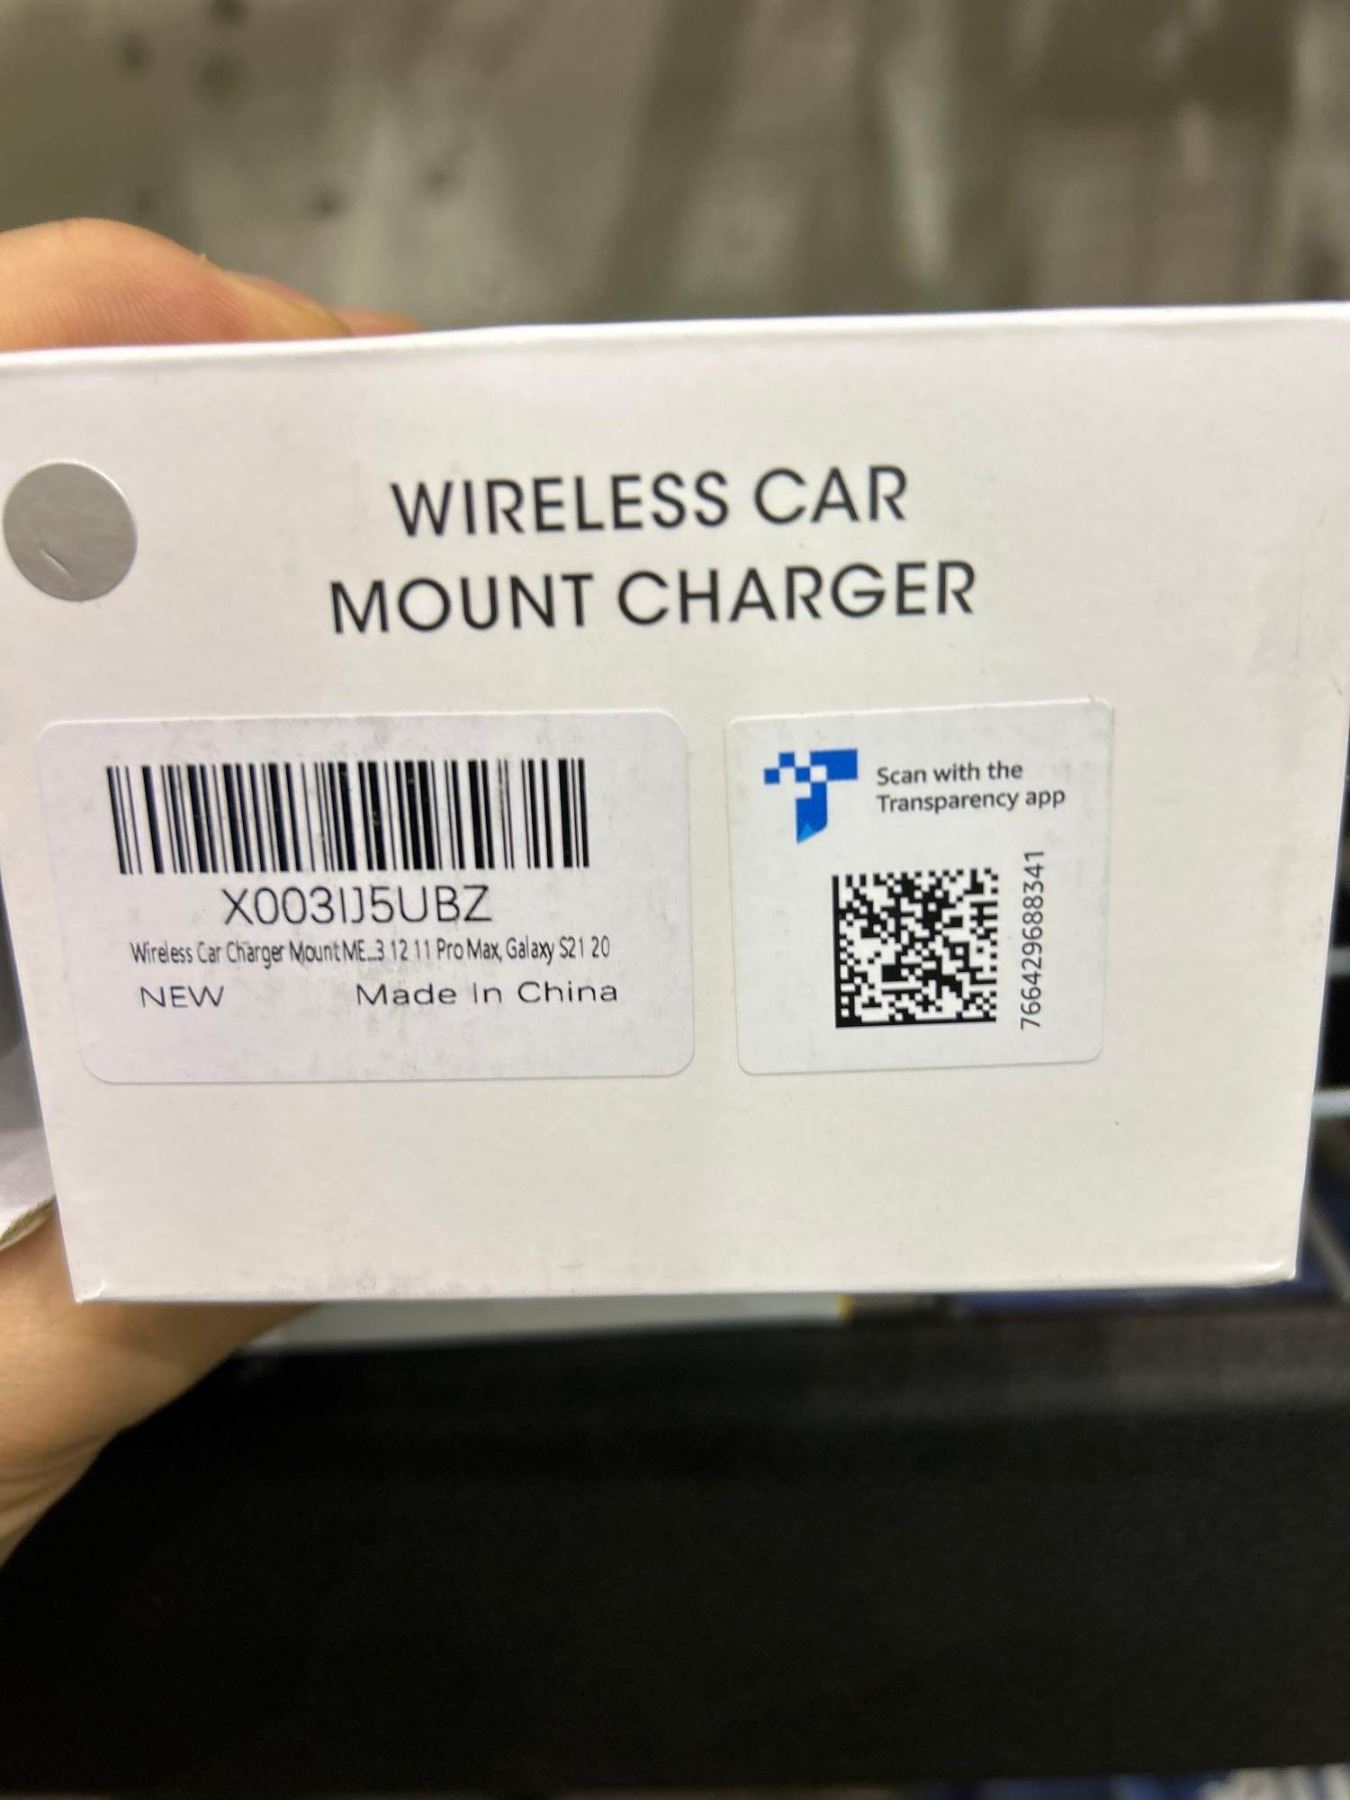 WIRELESS CAR
MOUNT CHARGER
X003IJ5UBZ
Wireless Car Charger Mount ME...3 12 11 Pro Max, Galaxy S21 20
NEW Made In China
Scan with the
Transparency app
766429688341